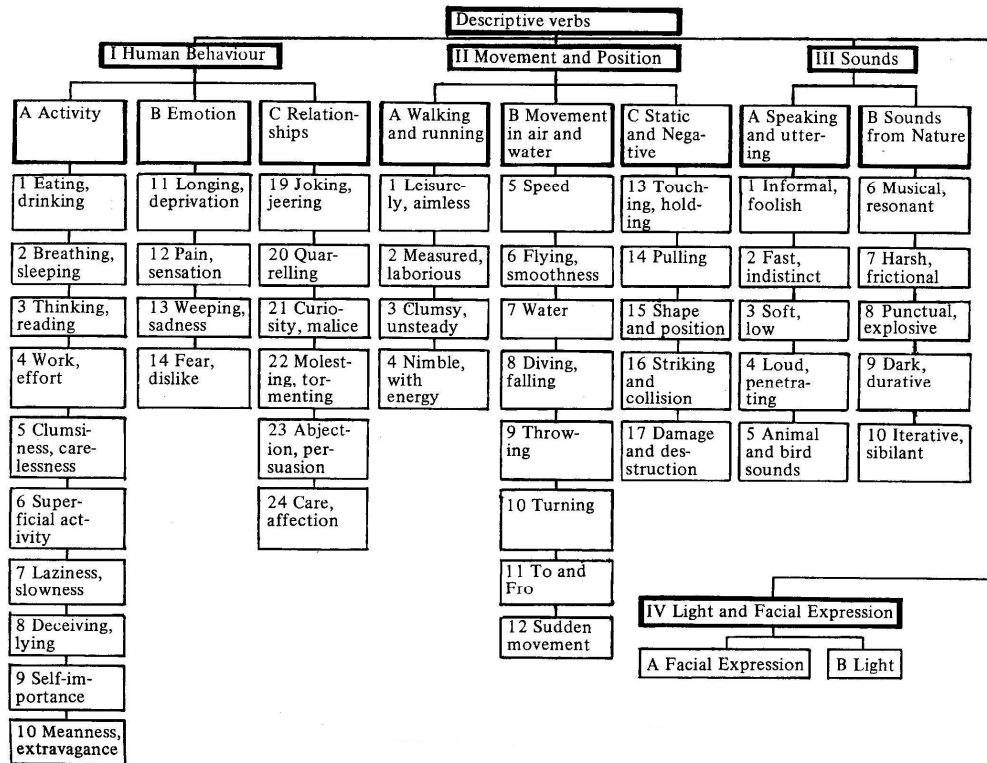 Descriptive verbs
I Human Behaviour
A Activity
1 Eating,
drinking
2 Breathing,
sleeping
3 Thinking,
reading
4 Work,
effort
5 Clumsi-
ness, care-
lessness
6 Super-
ficial act-
ivity
7 Laziness,
slowness
8 Deceiving,
lying
9 Self-im-
portance
10 Meanness,
extravagance
B Emotion
11 Longing,
deprivation
12 Pain,
sensation
13 Weeping,
sadness
14 Fear,
dislike
C Relation-
ships
19 Joking,
jeering
20 Quar-
relling
21 Curio-
sity, malice
22 Molest-
ing, tor-
menting
23 Abject-
ion, per-
suasion
24 Care,
affection
II Movement and Position
A Walking
and running
1 Leisure-
ly, aimless
2 Measured,
laborious
3 Clumsy,
unsteady
4 Nimble,
with
energy
B Movement
in air and
water
5 Speed
6 Flying,
smoothness
7 Water
8 Diving,
falling
9 Throw-
ing
10 Turning
11 To and
Fro
12 Sudden
movement
C Static
and Nega-
tive
13 Touch-
ing, hold-
ing
14 Pulling
15 Shape
and position
16 Striking
and
collision
17 Damage
and des-
truction
III Sounds
A Speaking
and utter-
ing
1 Informal,
foolish
2 Fast,
indistinct
3 Soft,
low
4 Loud,
penetra-
ting
5 Animal
and bird
sounds
B Sounds
from Nature
6 Musical,
resonant
7 Harsh,
frictional
8 Punctual,
explosive
9 Dark,
durative
10 Iterative,
sibilant
IV Light and Facial Expression
A Facial Expression
B Light